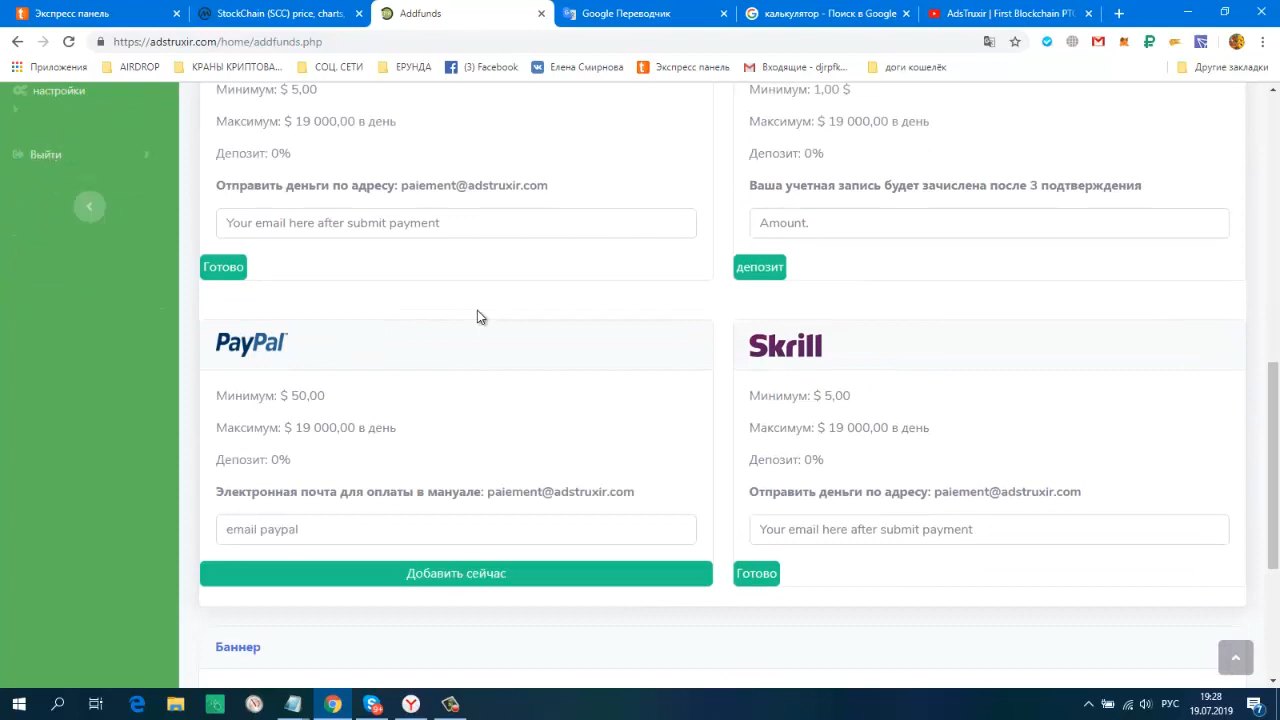 Экспресс панель
StockChain (SCC) price, charts,
Addfunds
Google Переводчик
калькулятор - Поиск в Google
AdsTruxir | First Blockchain PTC
https://adstruxir.com/home/addfunds.php
Приложения
AIRDROP
КРАНЫ КРИПТОВА...
СОЦ. СЕТИ
ЕРУНДА
(3) Facebook
Елена Смирнова
Экспресс панель
Входящие - djrpfk...
доги кошелёк
Другие закладки
настройки
Выйти
Минимум: $ 5,00
Максимум: $ 19 000,00 в день
Депозит: 0%
Отправить деньги по адресу: paiement@adstruxir.com
Your email here after submit payment
Готово
Минимум: 1,00 $
Максимум: $ 19 000,00 в день
Депозит: 0%
Ваша учетная запись будет зачислена после 3 подтверждения
Amount.
депозит
PayPal
Минимум: $ 50,00
Максимум: $ 19 000,00 в день
Депозит: 0%
Электронная почта для оплаты в мануале: paiement@adstruxir.com
email paypal
Добавить сейчас
Skrill
Минимум: $ 5,00
Максимум: $ 19 000,00 в день
Депозит: 0%
Отправить деньги по адресу: paiement@adstruxir.com
Your email here after submit payment
Готово
Баннер
РУС
19:28
19.07.2019